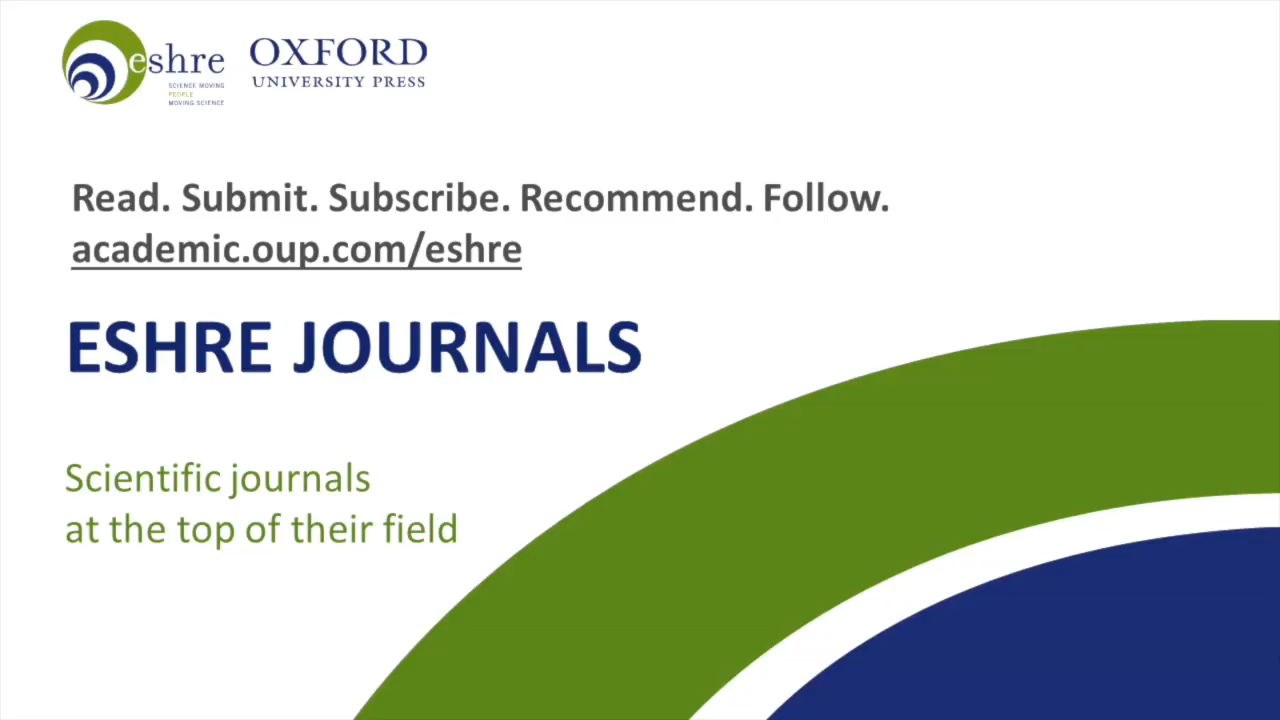 eshre
SCIENCE MOVING
PEOPLE
MOVING SCIENCE
OXFORD
UNIVERSITY PRESS
Read. Submit. Subscribe. Recommend. Follow.
academic.oup.com/eshre
ESHRE JOURNALS
Scientific journals
at the top of their field